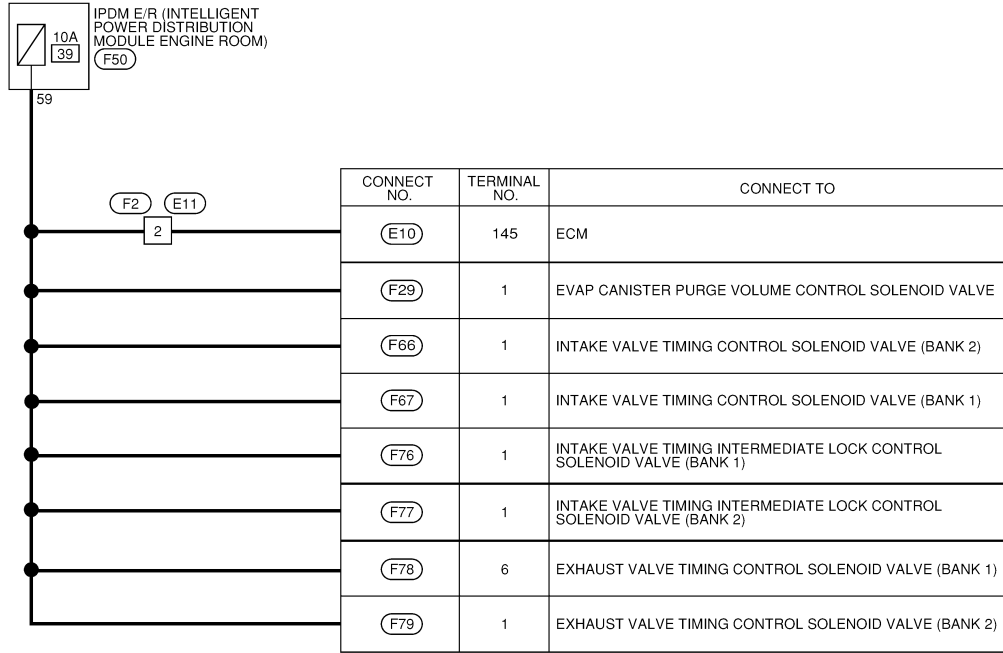 IPDM E/R (INTELLIGENT
POWER DISTRIBUTION
MODULE ENGINE ROOM)
10A
39
F50
59
F2 E11
2
CONNECT NO. TERMINAL NO. CONNECT TO
E10 145 ECM
F29 1 EVAP CANISTER PURGE VOLUME CONTROL SOLENOID VALVE
F66 1 INTAKE VALVE TIMING CONTROL SOLENOID VALVE (BANK 2)
F67 1 INTAKE VALVE TIMING CONTROL SOLENOID VALVE (BANK 1)
F76 1 INTAKE VALVE TIMING INTERMEDIATE LOCK CONTROL
SOLENOID VALVE (BANK 1)
F77 1 INTAKE VALVE TIMING INTERMEDIATE LOCK CONTROL
SOLENOID VALVE (BANK 2)
F78 6 EXHAUST VALVE TIMING CONTROL SOLENOID VALVE (BANK 1)
F79 1 EXHAUST VALVE TIMING CONTROL SOLENOID VALVE (BANK 2)